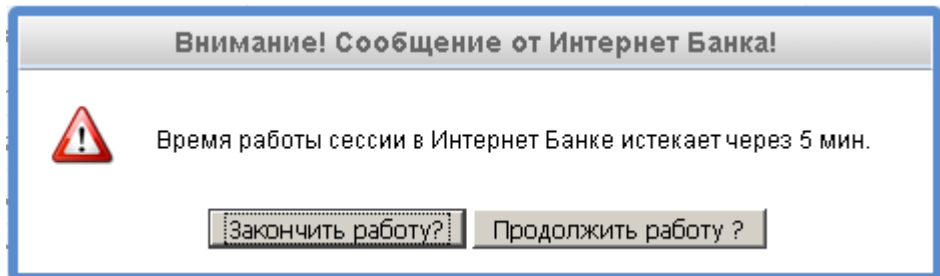 Внимание! Сообщение от Интернет Банка!
Время работы сессии в Интернет Банке истекает через 5 мин.
Закончить работу?
Продолжить работу ?